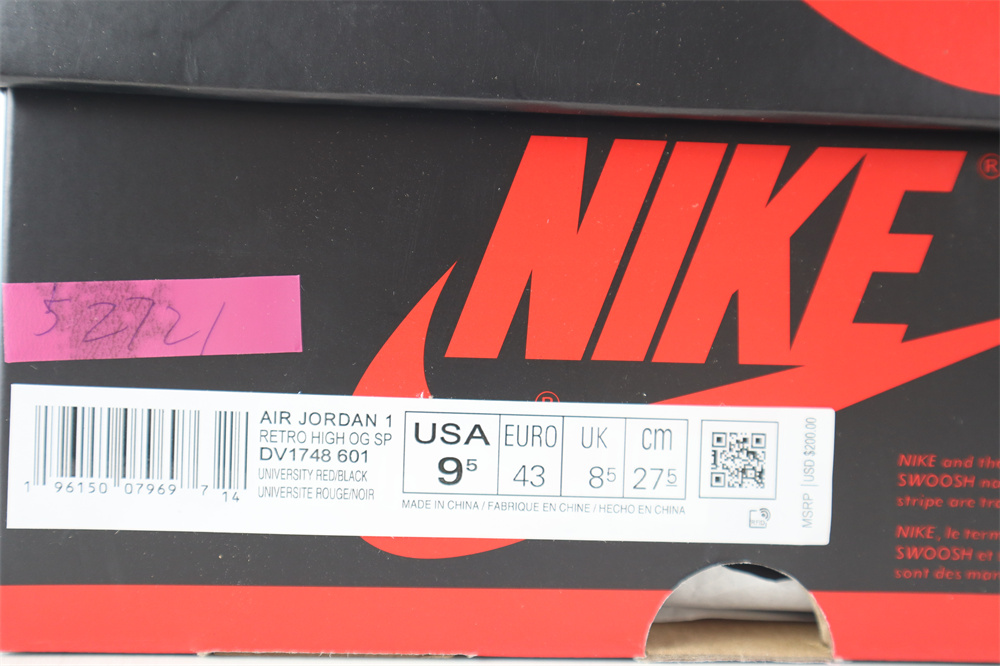 NIKE
®
®
52721
AIR JORDAN 1
RETRO HIGH OG SP
DV1748 601
UNIVERSITY RED/BLACK
UNIVERSITE ROUGE/NOIR
1 96150 07969 7 14
USA EURO UK cm
9⁵ 43 8⁵ 27⁵
MADE IN CHINA / FABRIQUE EN CHINE / HECHO EN CHINA
MSRP USD $200.00
NIKE and the
SWOOSH
stripe are
NIKE, le
SWOOSH et
sont des